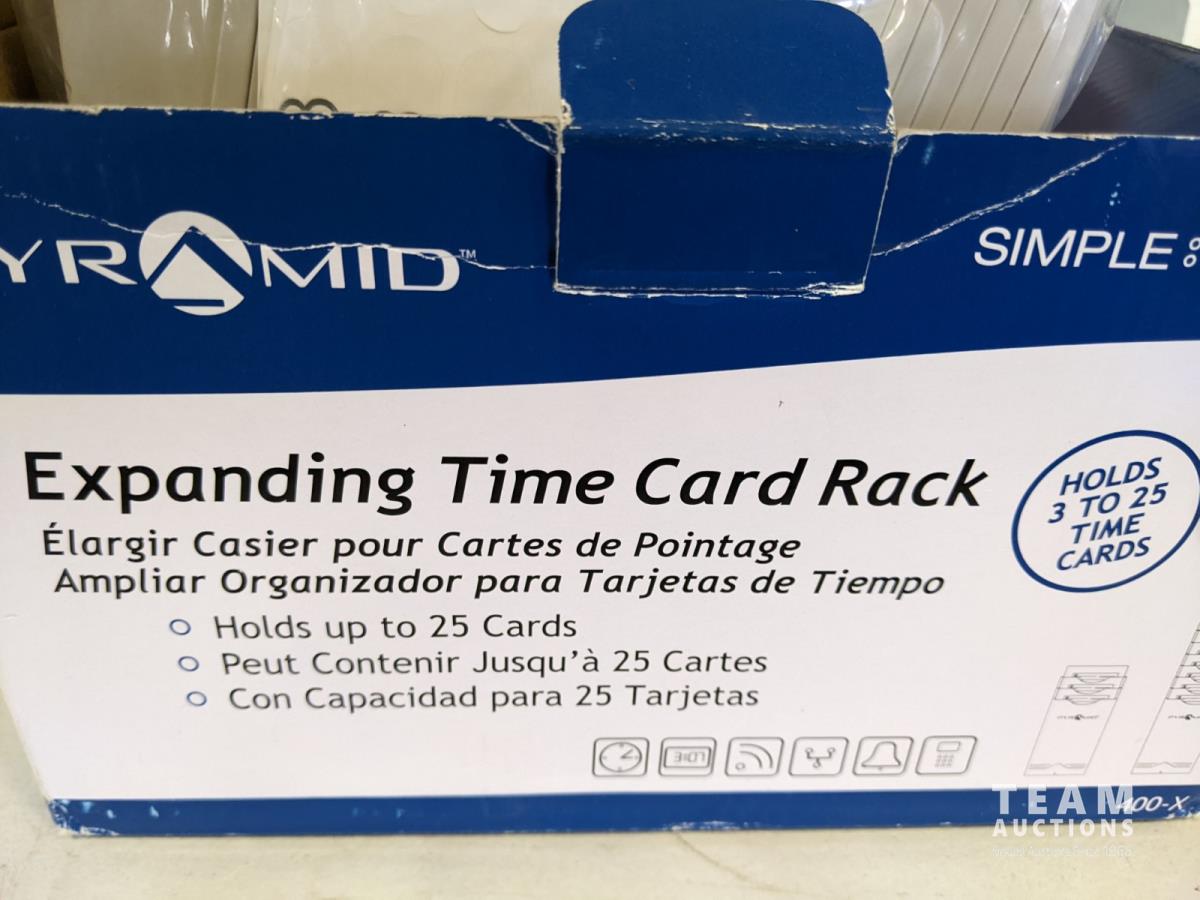 YRAMID™
SIMPLE
Expanding Time Card Rack
Élargir Casier pour Cartes de Pointage
Ampliar Organizador para Tarjetas de Tiempo
HOLDS
3 TO 25
TIME
CARDS
Holds up to 25 Cards
Peut Contenir Jusqu'à 25 Cartes
Con Capacidad para 25 Tarjetas
PYRAMID
400-X
TEAM
AUCTIONS